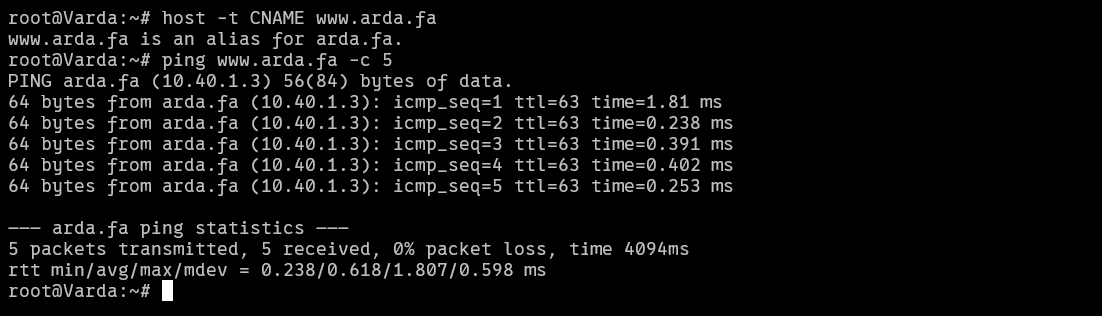 root@Varda:~# host -t CNAME www.arda.fa
www.arda.fa is an alias for arda.fa.
root@Varda:~# ping www.arda.fa -c 5
PING arda.fa (10.40.1.3) 56(84) bytes of data.
64 bytes from arda.fa (10.40.1.3): icmp_seq=1 ttl=63 time=1.81 ms
64 bytes from arda.fa (10.40.1.3): icmp_seq=2 ttl=63 time=0.238 ms
64 bytes from arda.fa (10.40.1.3): icmp_seq=3 ttl=63 time=0.391 ms
64 bytes from arda.fa (10.40.1.3): icmp_seq=4 ttl=63 time=0.402 ms
64 bytes from arda.fa (10.40.1.3): icmp_seq=5 ttl=63 time=0.253 ms

--- arda.fa ping statistics ---
5 packets transmitted, 5 received, 0% packet loss, time 4094ms
rtt min/avg/max/mdev = 0.238/0.618/1.807/0.598 ms
root@Varda:~#